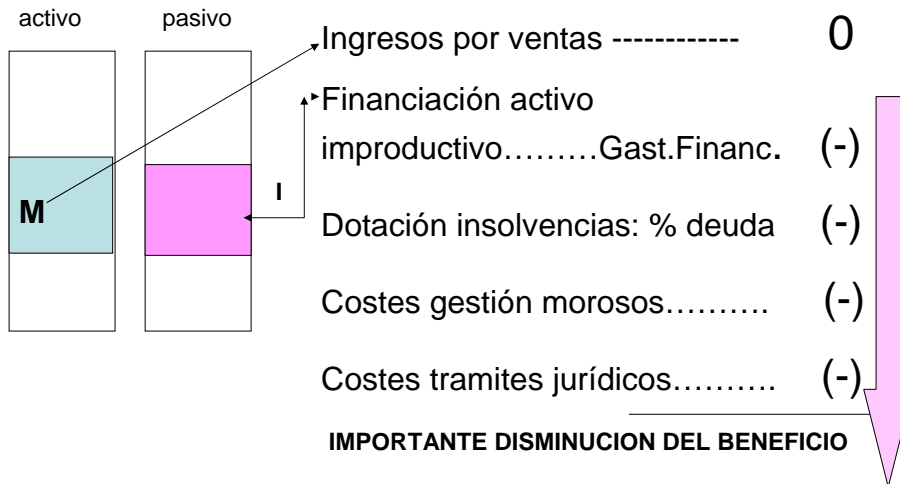 activo
pasivo
Ingresos por ventas ------------ 0
Financiación activo
improductivo………Gast.Financ. (-)
M
I
Dotación insolvencias: % deuda (-)
Costes gestión morosos………. (-)
Costes tramites jurídicos………. (-)
IMPORTANTE DISMINUCION DEL BENEFICIO